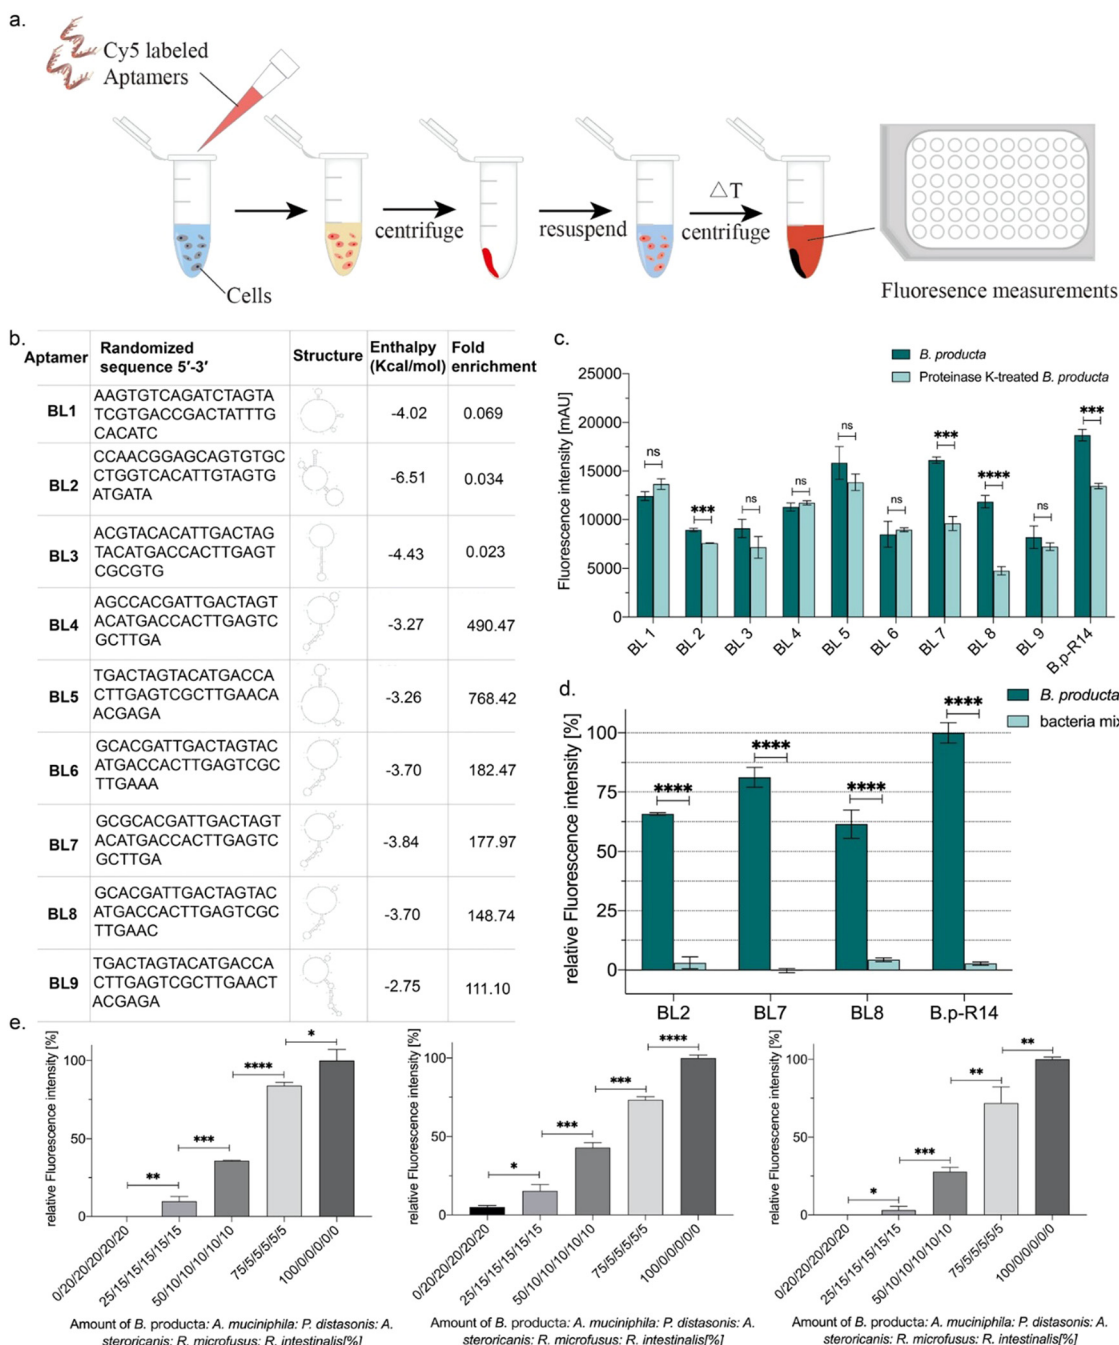 a.
Cy5 labeled
Aptamers
Cells
centrifuge
resuspend
△T
centrifuge
Fluoresence measurements
b.
Aptamer
Randomized
sequence 5′-3′
Structure
Enthalpy
(Kcal/mol)
Fold
enrichment
BL1
AAGTGTCAGATCTAGTA
TCGTGACCGACTATTTG
CACATC
-4.02
0.069
BL2
CCAACGGAGCAGTGTGC
CTGGTCACATTGTAGTG
ATGATA
-6.51
0.034
BL3
ACGTACACATTGACTAG
TACATGACCACTTGAGT
CGCGTG
-4.43
0.023
BL4
AGCCACGATTGACTAGT
ACATGACCACTTGAGTC
GCTTGA
-3.27
490.47
BL5
TGACTAGTACATGACCA
CTTGAGTCGCTTGAACA
ACGAGA
-3.26
768.42
BL6
GCACGATTGACTAGTAC
ATGACCACTTGAGTCGC
TTGAAA
-3.70
182.47
BL7
GCGCACGATTGACTAGT
ACATGACCACTTGAGTC
GCTTGA
-3.84
177.97
BL8
GCACGATTGACTAGTAC
ATGACCACTTGAGTCGC
TTGAAC
-3.70
148.74
BL9
TGACTAGTACATGACCA
CTTGAGTCGCTTGAACT
ACGAGA
-2.75
111.10
c.
B. producta
Proteinase K-treated B. producta
Fluorescence intensity [mAU]
25000
20000
15000
10000
5000
0
ns
***
ns
ns
ns
ns
***
****
ns
***
BL 1
BL 2
BL 3
BL 4
BL 5
BL 6
BL 7
BL 8
BL 9
B.p-R14
d.
B. producta
bacteria mix
relative Fluorescence intensity [%]
100
75
50
25
0
****
****
****
****
BL2
BL7
BL8
B.p-R14
e.
relative Fluorescence intensity [%]
100
50
0
**
***
****
*
0/20/20/20/20/20
25/15/15/15/15/15
50/10/10/10/10/10
75/5/5/5/5/5
100/0/0/0/0/0
Amount of B. producta: A. muciniphila: P. distasonis: A.
steroricanis: R. microfusus: R. intestinalis[%]
relative Fluorescence intensity [%]
100
50
0
*
***
***
****
0/20/20/20/20/20
25/15/15/15/15/15
50/10/10/10/10/10
75/5/5/5/5/5
100/0/0/0/0/0
Amount of B. producta: A. muciniphila: P. distasonis: A.
steroricanis: R. microfusus: R. intestinalis[%]
relative Fluorescence intensity [%]
100
50
0
*
***
**
**
0/20/20/20/20/20
25/15/15/15/15/15
50/10/10/10/10/10
75/5/5/5/5/5
100/0/0/0/0/0
Amount of B. producta: A. muciniphila: P. distasonis: A.
steroricanis: R. microfusus: R. intestinalis[%]